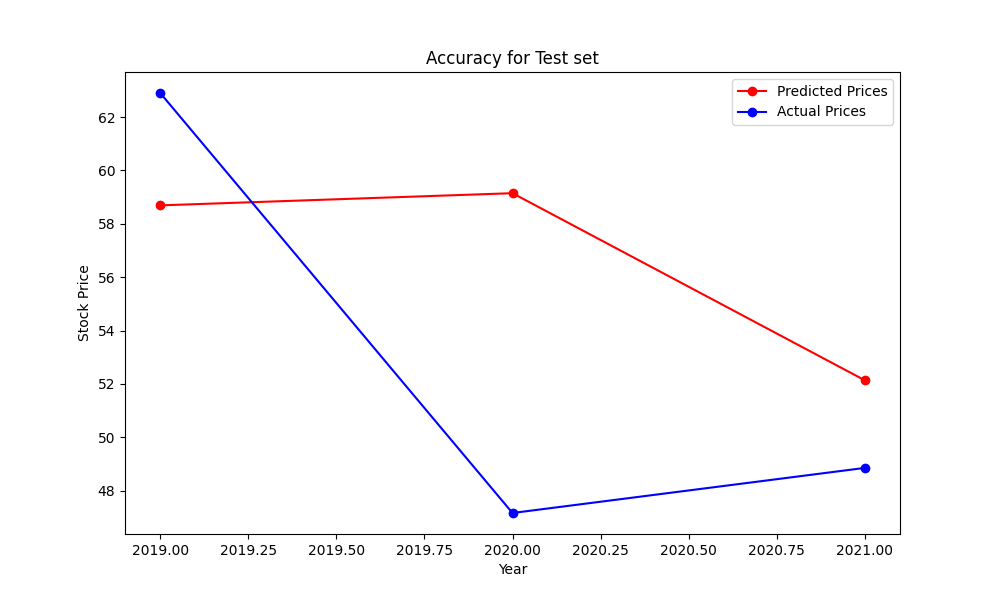 Accuracy for Test set
Predicted Prices
Actual Prices
62
60
58
56
54
52
50
48
Stock Price
2019.00 2019.25 2019.50 2019.75 2020.00 2020.25 2020.50 2020.75 2021.00
Year